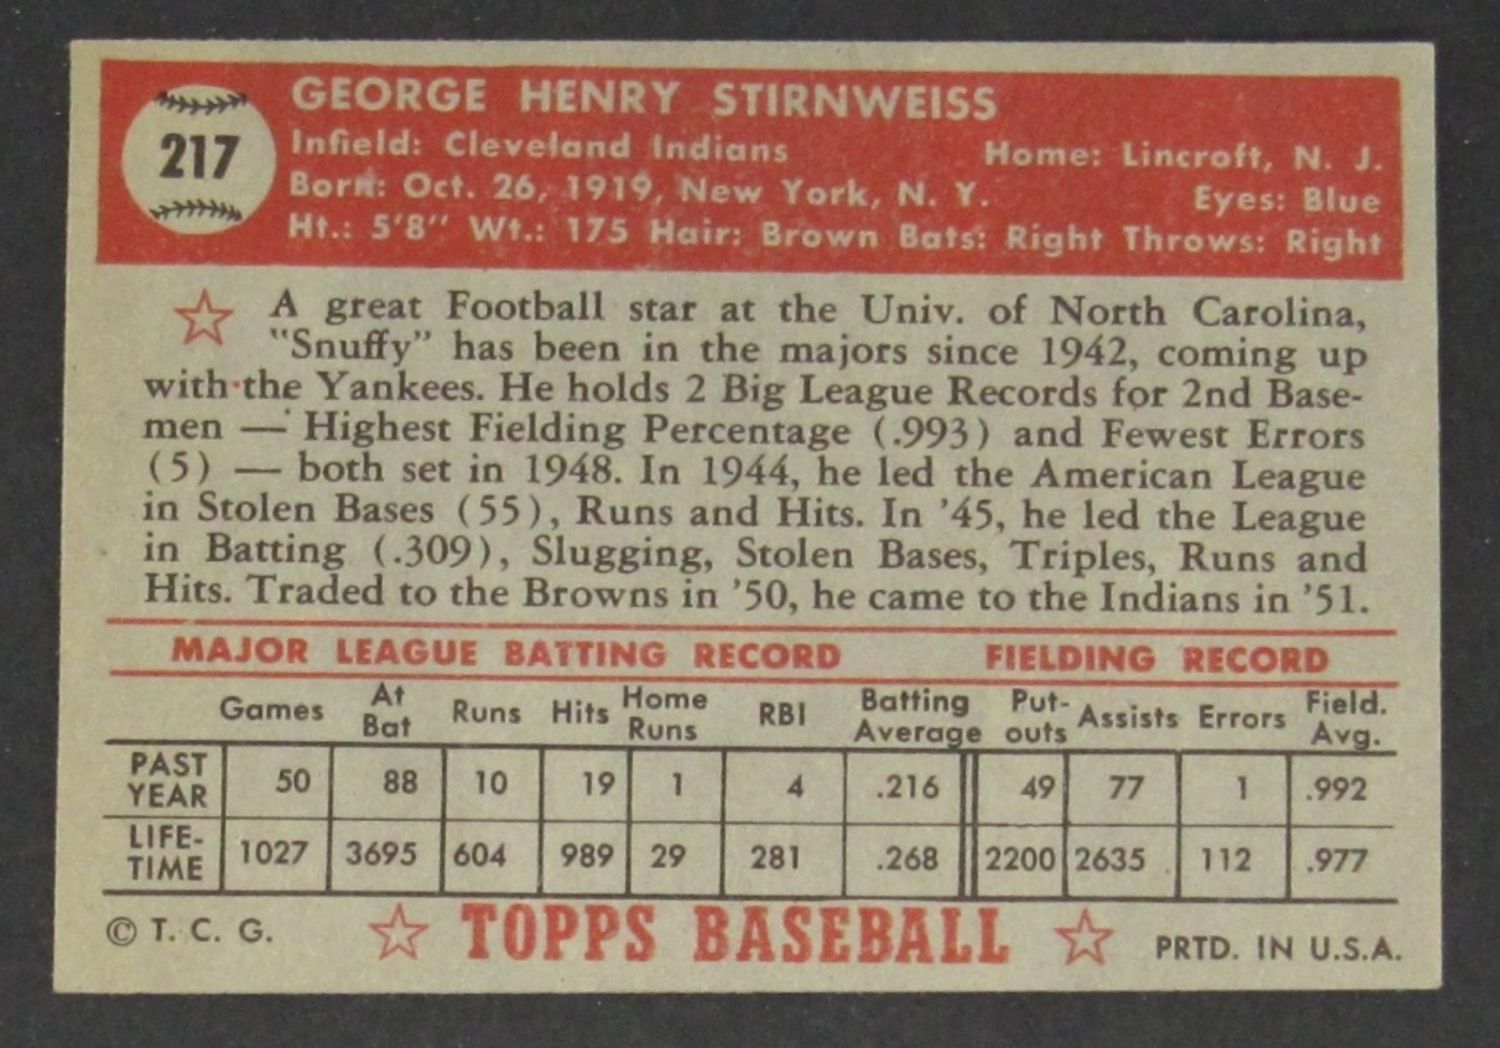 217
GEORGE HENRY STIRNWEISS
Infield: Cleveland Indians Home: Lincroft, N. J.
Born: Oct. 26, 1919, New York, N. Y. Eyes: Blue
Ht.: 5'8" Wt.: 175 Hair: Brown Bats: Right Throws: Right
A great Football star at the Univ. of North Carolina,
"Snuffy" has been in the majors since 1942, coming up
with the Yankees. He holds 2 Big League Records for 2nd Base-
men — Highest Fielding Percentage (.993) and Fewest Errors
(5) — both set in 1948. In 1944, he led the American League
in Stolen Bases (55), Runs and Hits. In '45, he led the League
in Batting (.309), Slugging, Stolen Bases, Triples, Runs and
Hits. Traded to the Browns in '50, he came to the Indians in '51.
MAJOR LEAGUE BATTING RECORD FIELDING RECORD
Games At Bat Runs Hits Home Runs RBI Batting Average Put-outs Assists Errors Field. Avg.
PAST YEAR 50 88 10 19 1 4 .216 49 77 1 .992
LIFE-TIME 1027 3695 604 989 29 281 .268 2200 2635 112 .977
© T. C. G. TOPPS BASEBALL PRTD. IN U.S.A.